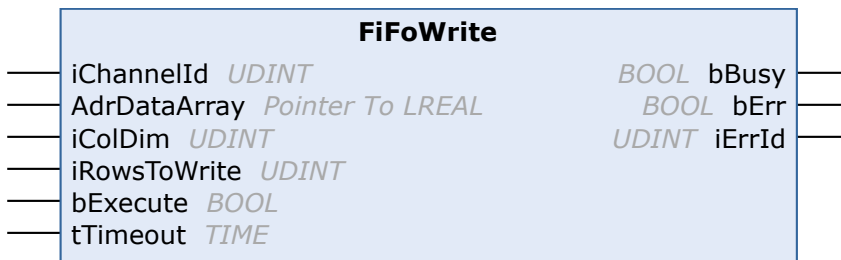 FiFoWrite
iChannelId UDINT BOOL bBusy
AdrDataArray Pointer To LREAL BOOL bErr
iColDim UDINT UDINT iErrId
iRowsToWrite UDINT
bExecute BOOL
tTimeout TIME